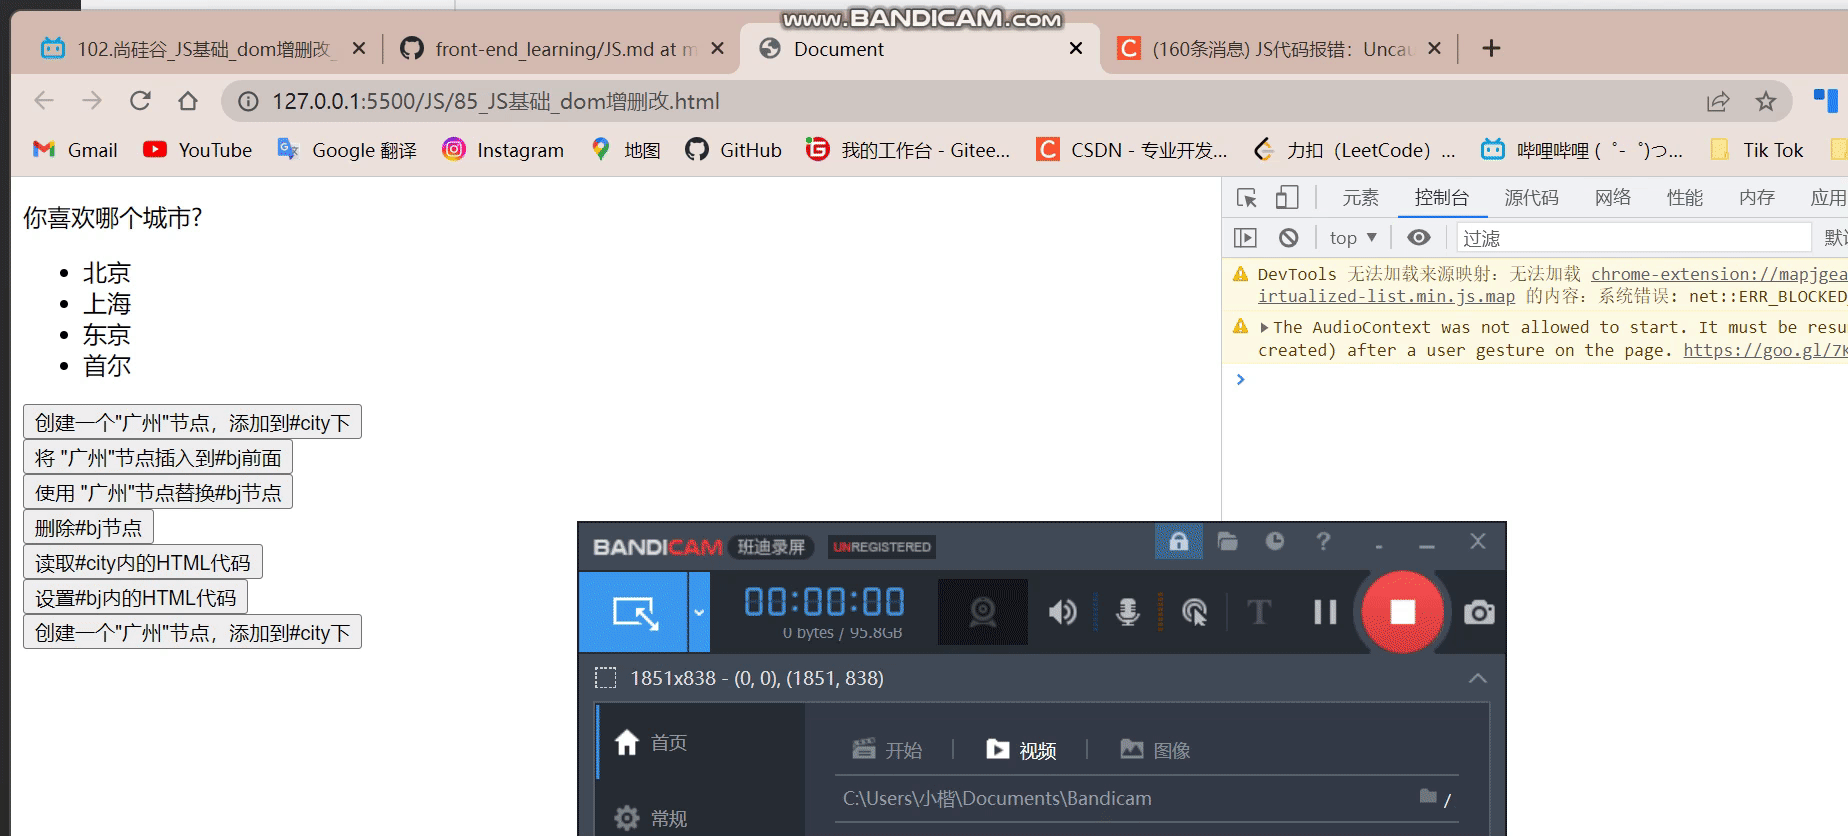 www.BANDICAM.com
102.尚硅谷_JS基础_dom增删改_
front-end_learning/JS.md at m
Document
(160条消息) JS代码报错：Uncau
127.0.0.1:5500/JS/85_JS基础_dom增删改.html
Gmail
YouTube
Google 翻译
Instagram
地图
GitHub
我的工作台 - Gitee...
CSDN - 专业开发...
力扣（LeetCode）...
哔哩哔哩 (゜-゜)つ...
Tik Tok
你喜欢哪个城市?
北京
上海
东京
首尔
创建一个"广州"节点，添加到#city下
将 "广州"节点插入到#bj前面
使用 "广州"节点替换#bj节点
删除#bj节点
读取#city内的HTML代码
设置#bj内的HTML代码
创建一个"广州"节点，添加到#city下
元素
控制台
源代码
网络
性能
内存
应用
top ▼
过滤
默认
DevTools 无法加载来源映射：无法加载 chrome-extension://mapjgea
irtualized-list.min.js.map 的内容：系统错误: net::ERR_BLOCKED
The AudioContext was not allowed to start. It must be resu
created) after a user gesture on the page. https://goo.gl/7K
BANDICAM 班迪录屏 UNREGISTERED
00:00:00
0 bytes / 95.8GB
1851x838 - (0, 0), (1851, 838)
首页
常规
开始
视频
图像
C:\Users\小楷\Documents\Bandicam